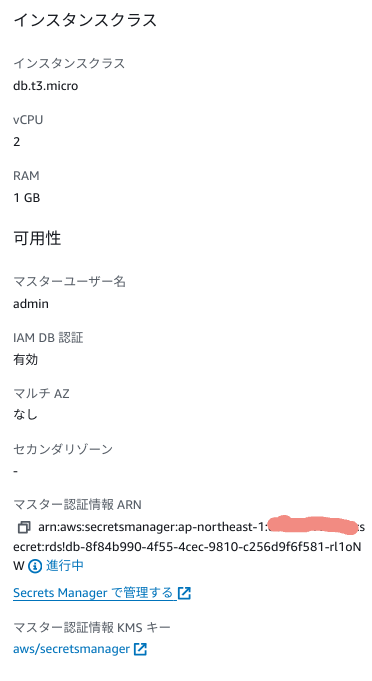 インスタンスクラス
インスタンスクラス
db.t3.micro
vCPU
2
RAM
1 GB
可用性
マスターユーザー名
admin
IAM DB 認証
有効
マルチ AZ
なし
セカンダリゾーン
-
マスター認証情報 ARN
arn:aws:secretsmanager:ap-northeast-1:s
ecret:rds!db-8f84b990-4f55-4cec-9810-c256d9f6f581-rl1oN
W 進行中
Secrets Manager で管理する
マスター認証情報 KMS キー
aws/secretsmanager